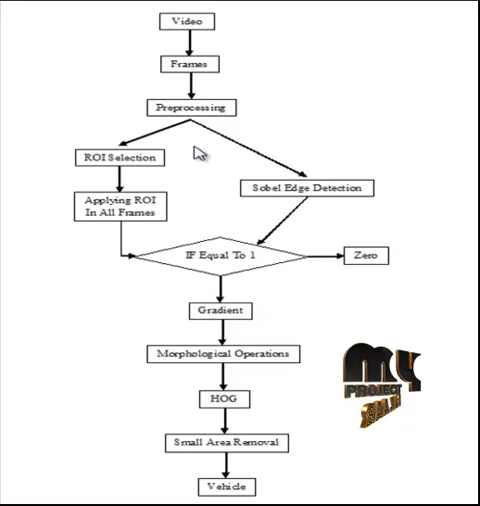 Video
Frames
Preprocessing
ROI Selection
Sobel Edge Detection
Applying ROI
In All Frames
IF Equal To 1
Zero
Gradient
Morphological Operations
HOG
Small Area Removal
Vehicle
MY
PROJECT